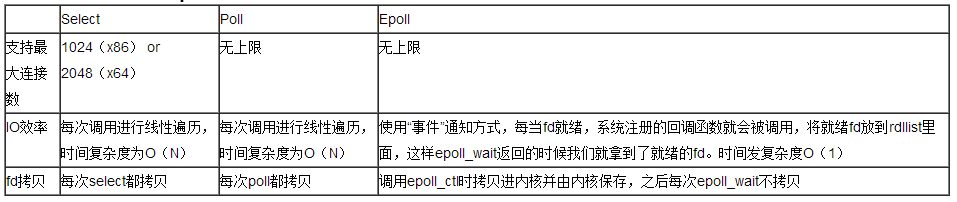 Select
Poll
Epoll
支持最
大连接
数
1024（x86） or
2048（x64）
无上限
无上限
IO效率
每次调用进行线性遍历，
时间复杂度为O（N）
每次调用进行线性遍历，
时间复杂度为O（N）
使用“事件”通知方式，每当fd就绪，系统注册的回调函数就会被调用，将就绪fd放到rdllist里
面，这样epoll_wait返回的时候我们就拿到了就绪的fd。时间发复杂度O（1）
fd拷贝
每次select都拷贝
每次poll都拷贝
调用epoll_ctl时拷贝进内核并由内核保存，之后每次epoll_wait不拷贝